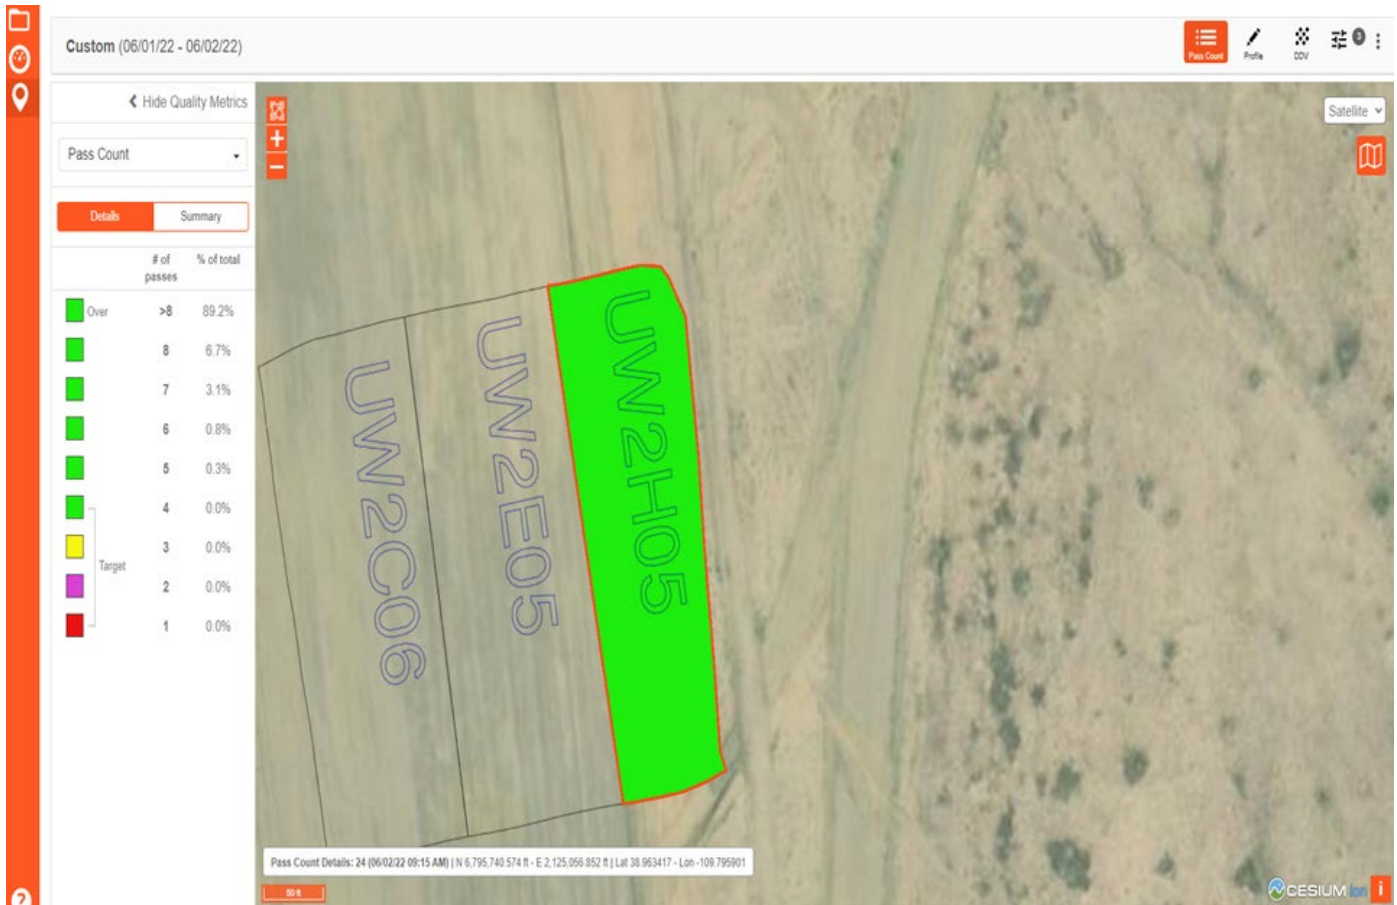 Custom (06/01/22 - 06/02/22)
Pass Count
Profile
DDV
3
Hide Quality Metrics
Pass Count
Details
Summary
# of passes
% of total
Over >8 89.2%
8 6.7%
7 3.1%
6 0.8%
5 0.3%
4 0.0%
3 0.0%
Target
2 0.0%
1 0.0%
Satellite
UW2C06
UW2E05
UW2H05
Pass Count Details: 24 (06/02/22 09:15 AM) | N 6,795,740.574 ft - E 2,125,056.852 ft | Lat 38.963417 - Lon -109.795901
50 ft
CESIUM ion